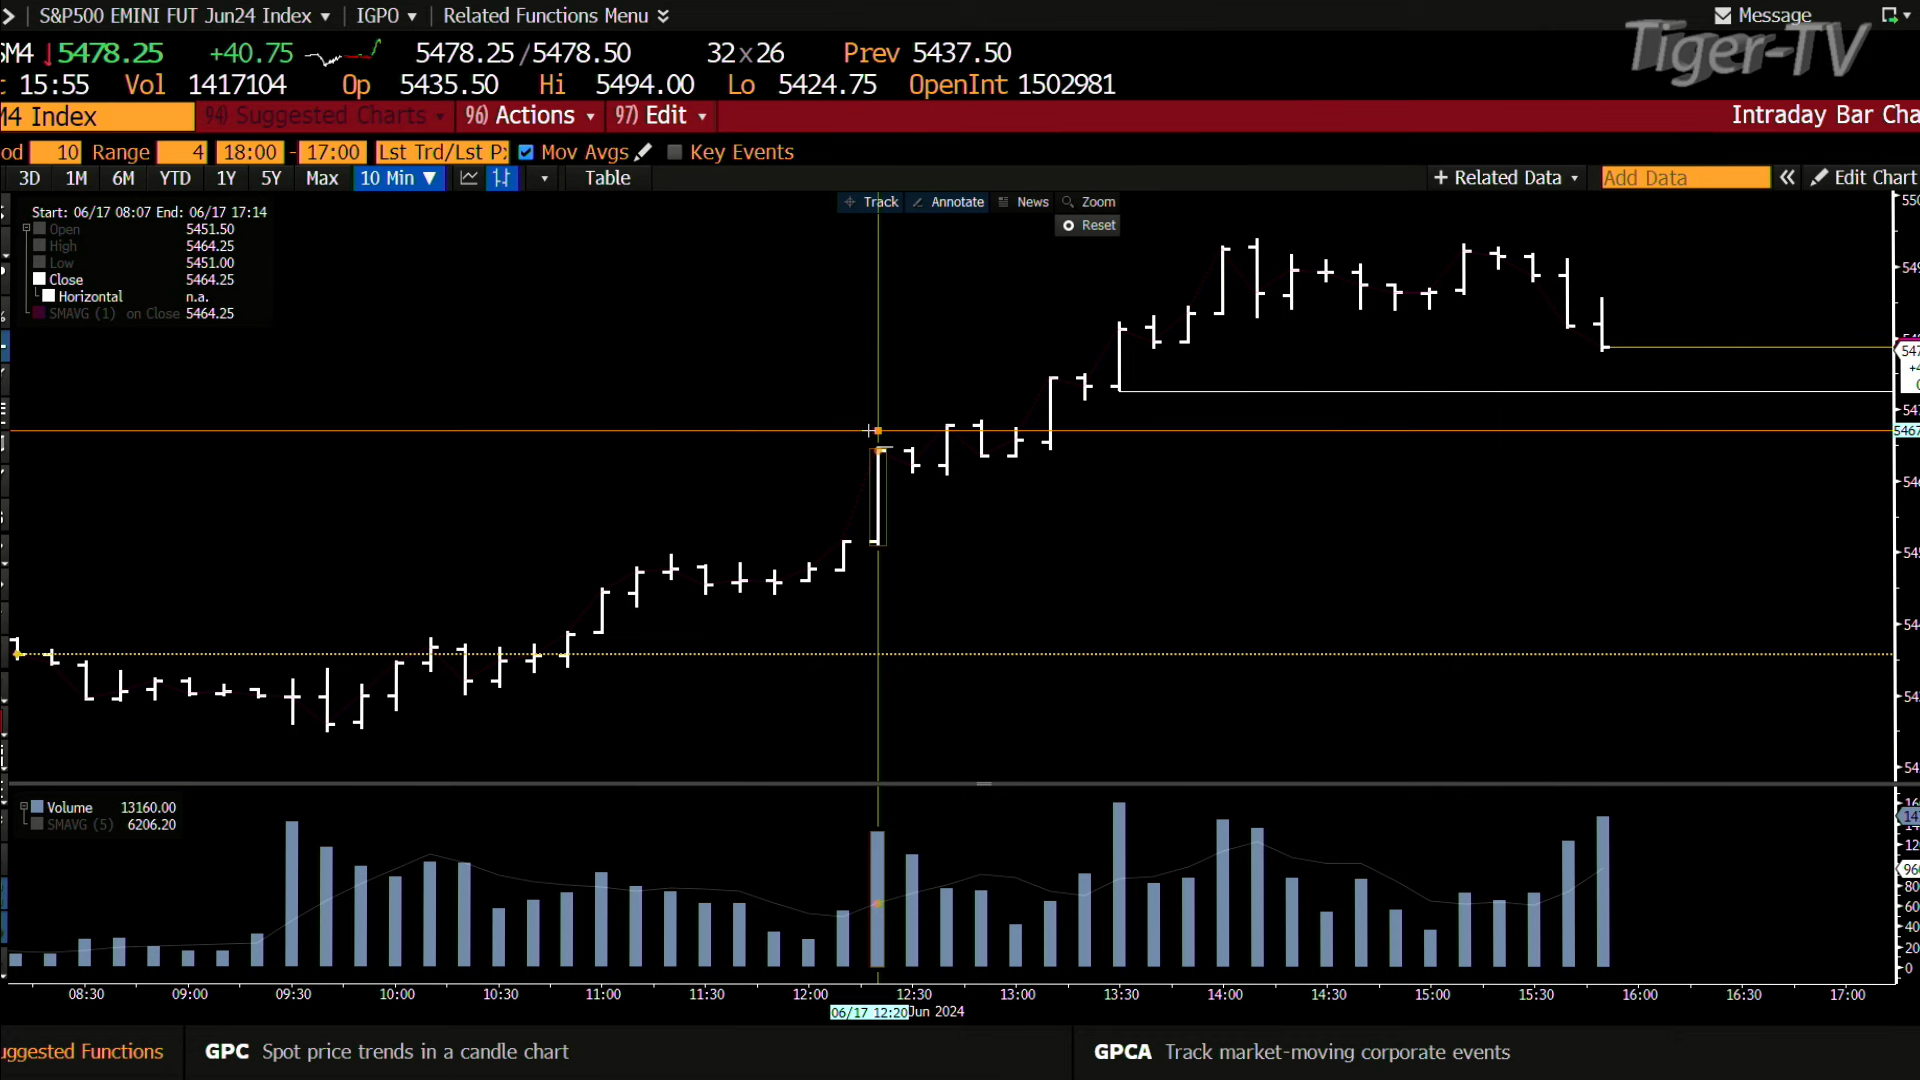 S&P500 EMINI FUT Jun24 Index ▾ | IGPO ▾ | Related Functions Menu
Message
Tiger-TV
M4 ↓5478.25 +40.75 5478.25/5478.50 32x26 Prev 5437.50
15:55 Vol 1417104 Op 5435.50 Hi 5494.00 Lo 5424.75 OpenInt 1502981
M4 Index 94) Suggested Charts 96) Actions 97) Edit Intraday Bar Cha
od 10 Range 4 18:00 - 17:00 Lst Trd/Lst P Mov Avgs Key Events
3D 1M 6M YTD 1Y 5Y Max 10 Min ▼ Table + Related Data Add Data « Edit Chart
Track Annotate News Zoom
Reset
Start: 06/17 08:07 End: 06/17 17:14
Open 5451.50
High 5464.25
Low 5451.00
Close 5464.25
Horizontal n.a.
SMAVG (1) on Close 5464.25
5467
Volume 13160.00
SMAVG (5) 6206.20
08:30 09:00 09:30 10:00 10:30 11:00 11:30 12:00 12:30 13:00 13:30 14:00 14:30 15:00 15:30 16:00 16:30 17:00
06/17 12:20 Jun 2024
uggested Functions GPC Spot price trends in a candle chart GPCA Track market-moving corporate events